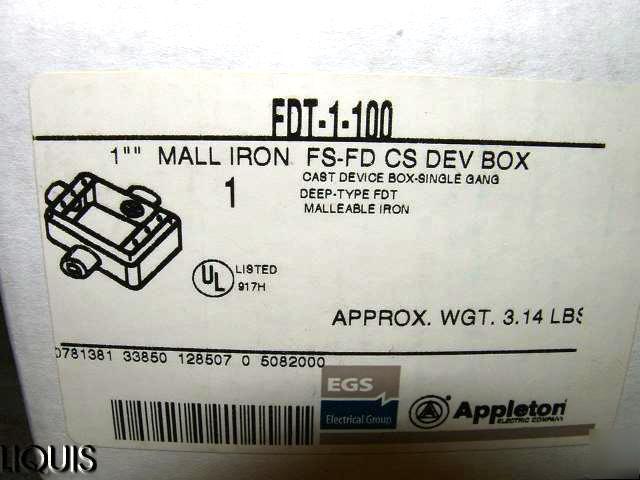 FDT-1-100
1"" MALL IRON FS-FD CS DEV BOX
1
CAST DEVICE BOX-SINGLE GANG
DEEP-TYPE FDT
MALLEABLE IRON
UL LISTED
917H
APPROX. WGT. 3.14 LBS
0781381 33850 128507 0 5082000
EGS
Electrical Group
Appleton
ELECTRIC COMPANY
LIQUIS